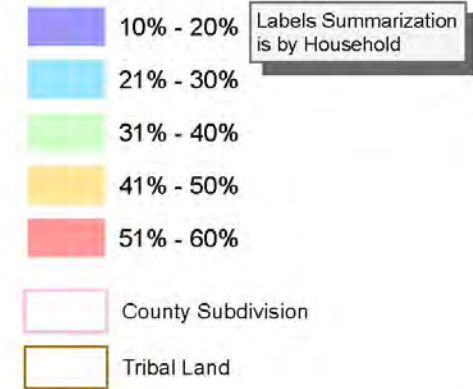 10% - 20%
Labels Summarization
is by Household
21% - 30%
31% - 40%
41% - 50%
51% - 60%
County Subdivision
Tribal Land